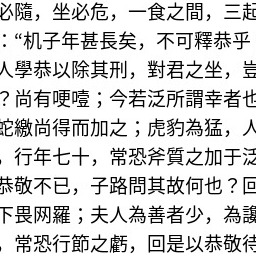 必隨，坐必危，一食之間，三起
：“机子年甚長矣，不可釋恭乎
人學恭以除其刑，對君之坐，豈
？尚有哽噎；今若泛所謂幸者也
蛇繳尚得而加之；虎豹為猛，人
，行年七十，常恐斧質之加于泛
恭敬不已，子路問其故何也？回
下畏网羅；夫人為善者少，為讒
，常恐行節之虧，回是以恭敬待